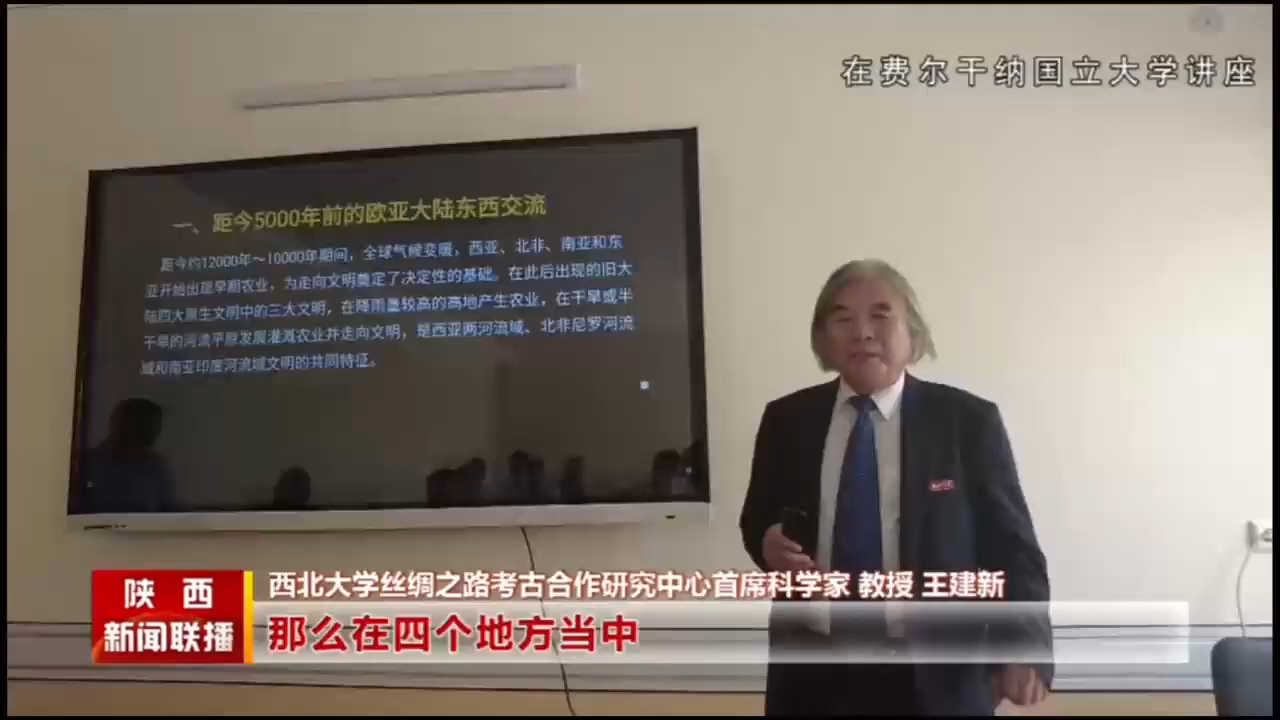 在费尔干纳国立大学讲座
一、距今5000年前的欧亚大陆东西交流
距今约12000年～10000年期间，全球气候变暖，西亚、北非、南亚和东
亚开始出现早期农业，为走向文明奠定了决定性的基础。在此后出现的旧大
陆四大原生文明中的三大文明，在降雨量较高的高地产生农业，在干旱或半
干旱的河流平原发展灌溉农业并走向文明，是西亚两河流域、北非尼罗河流
域和南亚印度河流域文明的共同特征。
陕西
新闻联播
西北大学丝绸之路考古合作研究中心首席科学家 教授 王建新
那么在四个地方当中